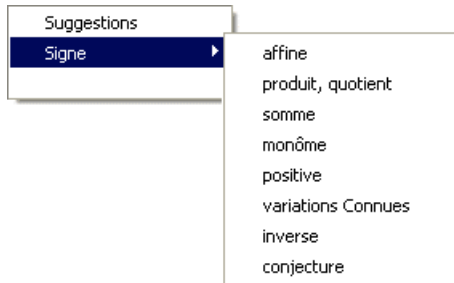 Suggestions
Signe
affine
produit, quotient
somme
monôme
positive
variations Connues
inverse
conjecture